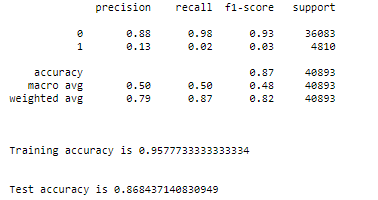 precision recall f1-score support
0 0.88 0.98 0.93 36083
1 0.13 0.02 0.03 4810
accuracy 0.87 40893
macro avg 0.50 0.50 0.48 40893
weighted avg 0.79 0.87 0.82 40893
Training accuracy is 0.9577733333333334
Test accuracy is 0.868437140830949